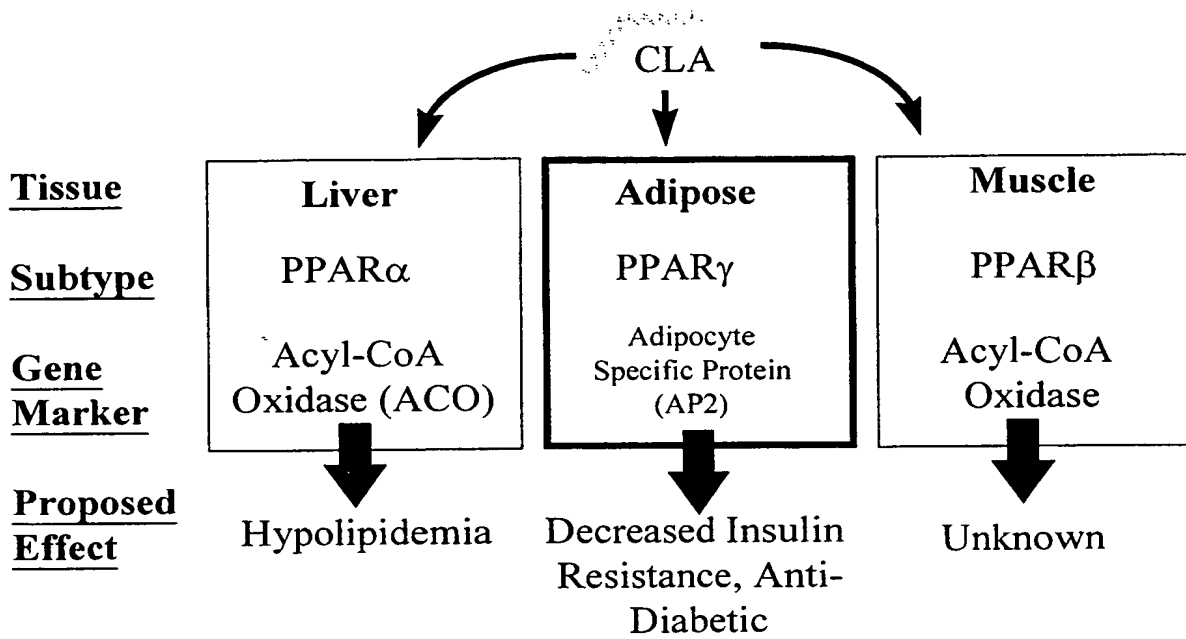 CLA
Tissue
Liver
Adipose
Muscle
Subtype
PPARα
PPARγ
PPARβ
Gene
Marker
Acyl-CoA
Oxidase (ACO)
Adipocyte
Specific Protein
(AP2)
Acyl-CoA
Oxidase
Proposed
Effect
Hypolipidemia
Decreased Insulin
Resistance, Anti-
Diabetic
Unknown